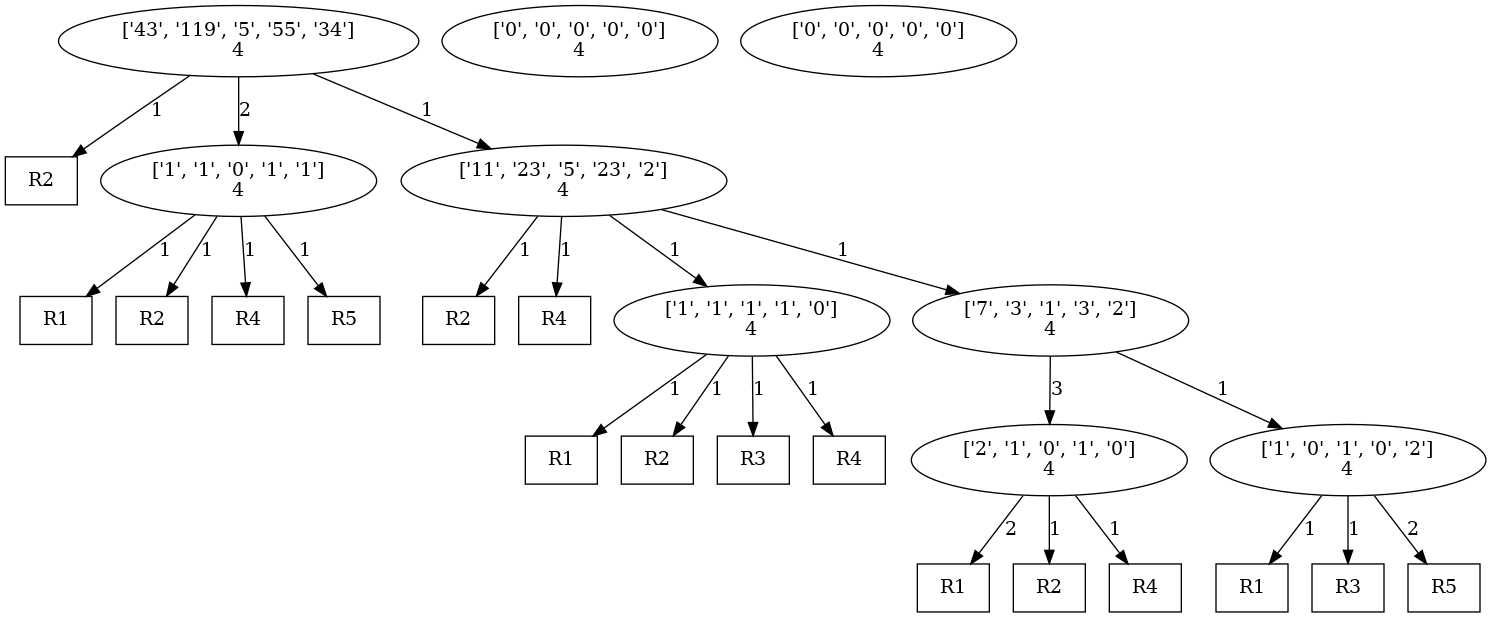 ['43', '119', '5', '55', '34']
4
['0', '0', '0', '0', '0']
4
['0', '0', '0', '0', '0']
4
1
2
1
R2
['1', '1', '0', '1', '1']
4
['11', '23', '5', '23', '2']
4
1
1
1
1
1
1
1
1
R1
R2
R4
R5
R2
R4
['1', '1', '1', '1', '0']
4
['7', '3', '1', '3', '2']
4
1
1
1
1
3
1
R1
R2
R3
R4
['2', '1', '0', '1', '0']
4
['1', '0', '1', '0', '2']
4
2
1
1
1
1
2
R1
R2
R4
R1
R3
R5